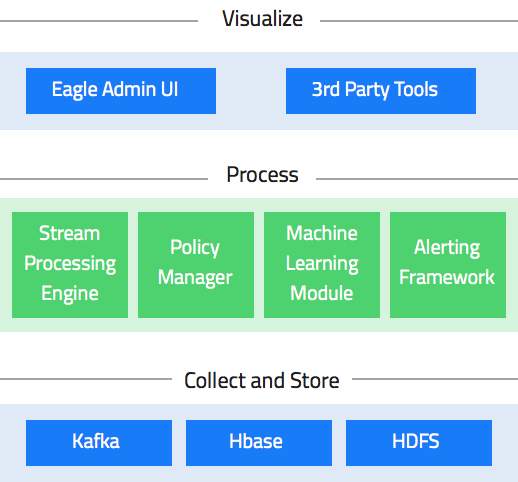 Visualize
Eagle Admin UI
3rd Party Tools
Process
Stream
Processing
Engine
Policy
Manager
Machine
Learning
Module
Alerting
Framework
Collect and Store
Kafka
Hbase
HDFS